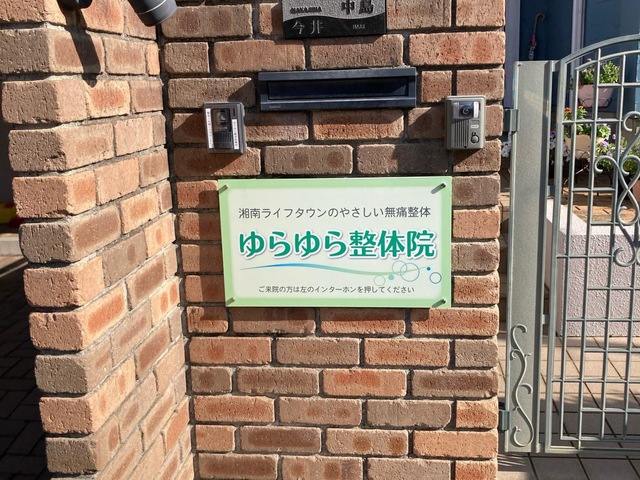 NAKAJIMA 中島
今井 IMAI
湘南ライフタウンのやさしい無痛整体
ゆらゆら整体院
ご来院の方は左のインターホンを押してください